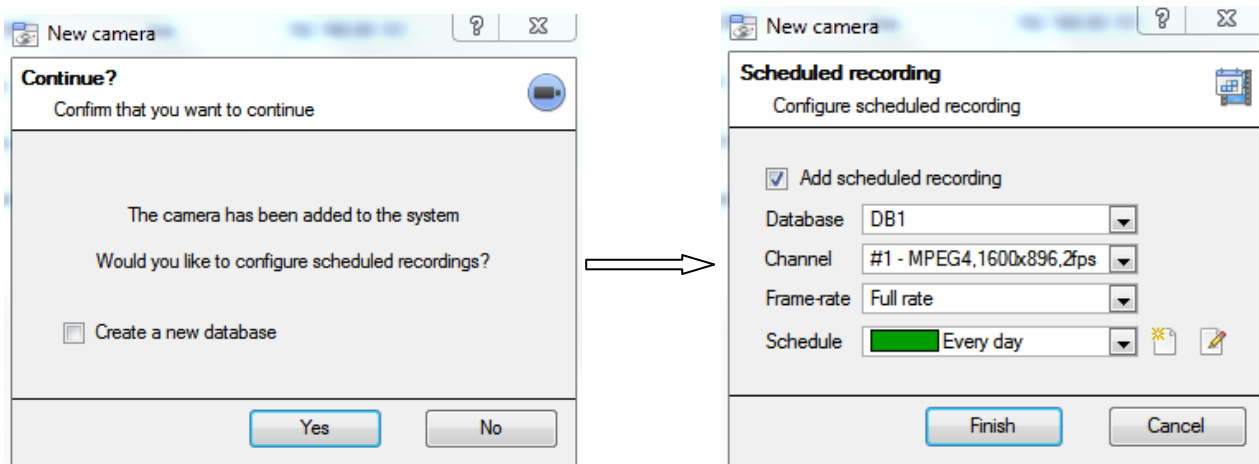 New camera
Continue?
Confirm that you want to continue
The camera has been added to the system
Would you like to configure scheduled recordings?
Create a new database
Yes
No
New camera
Scheduled recording
Configure scheduled recording
Add scheduled recording
Database DB1
Channel #1 - MPEG4,1600x896,2fps
Frame-rate Full rate
Schedule Every day
Finish
Cancel